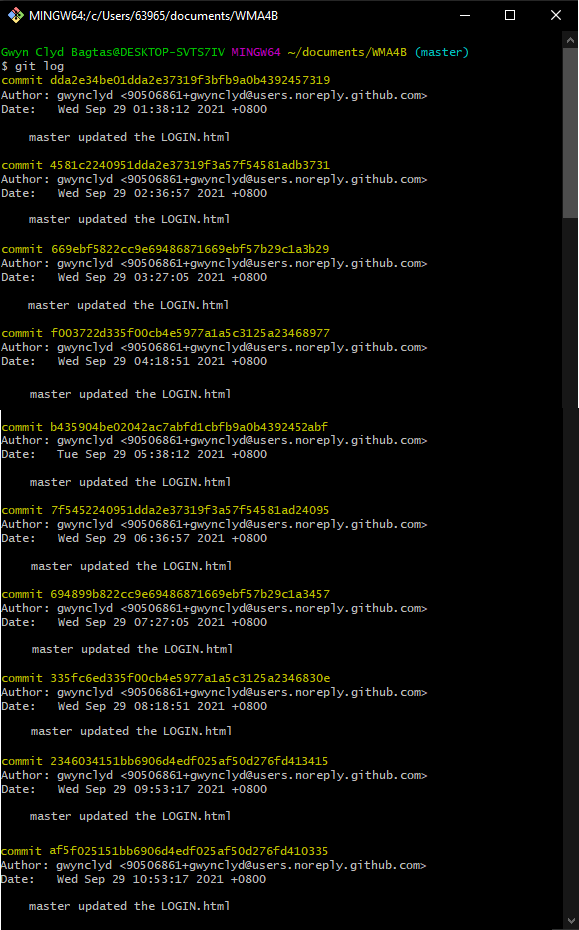 MINGW64:/c/Users/63965/documents/WMA4B
Gwyn Clyd Bagtas@DESKTOP-SVTS7IV MINGW64 ~/documents/WMA4B (master)
$ git log
commit dda2e34be01dda2e37319f3bfb9a0b4392457319
Author: gwynclyd <90506861+gwynclyd@users.noreply.github.com>
Date: Wed Sep 29 01:38:12 2021 +0800
master updated the LOGIN.html
commit 4581c2240951dda2e37319f3a57f54581adb3731
Author: gwynclyd <90506861+gwynclyd@users.noreply.github.com>
Date: Wed Sep 29 02:36:57 2021 +0800
master updated the LOGIN.html
commit 669ebf5822cc9e69486871669ebf57b29c1a3b29
Author: gwynclyd <90506861+gwynclyd@users.noreply.github.com>
Date: Wed Sep 29 03:27:05 2021 +0800
master updated the LOGIN.html
commit f003722d335f00cb4e5977a1a5c3125a23468977
Author: gwynclyd <90506861+gwynclyd@users.noreply.github.com>
Date: Wed Sep 29 04:18:51 2021 +0800
master updated the LOGIN.html
commit b435904be02042ac7abfd1cbfb9a0b4392452abf
Author: gwynclyd <90506861+gwynclyd@users.noreply.github.com>
Date: Tue Sep 29 05:38:12 2021 +0800
master updated the LOGIN.html
commit 7f5452240951dda2e37319f3a57f54581ad24095
Author: gwynclyd <90506861+gwynclyd@users.noreply.github.com>
Date: Wed Sep 29 06:36:57 2021 +0800
master updated the LOGIN.html
commit 694899b822cc9e69486871669ebf57b29c1a3457
Author: gwynclyd <90506861+gwynclyd@users.noreply.github.com>
Date: Wed Sep 29 07:27:05 2021 +0800
master updated the LOGIN.html
commit 335fc6ed335f00cb4e5977a1a5c3125a2346830e
Author: gwynclyd <90506861+gwynclyd@users.noreply.github.com>
Date: Wed Sep 29 08:18:51 2021 +0800
master updated the LOGIN.html
commit 2346034151bb6906d4edf025af50d276fd413415
Author: gwynclyd <90506861+gwynclyd@users.noreply.github.com>
Date: Wed Sep 29 09:53:17 2021 +0800
master updated the LOGIN.html
commit af5f025151bb6906d4edf025af50d276fd410335
Author: gwynclyd <90506861+gwynclyd@users.noreply.github.com>
Date: Wed Sep 29 10:53:17 2021 +0800
master updated the LOGIN.html